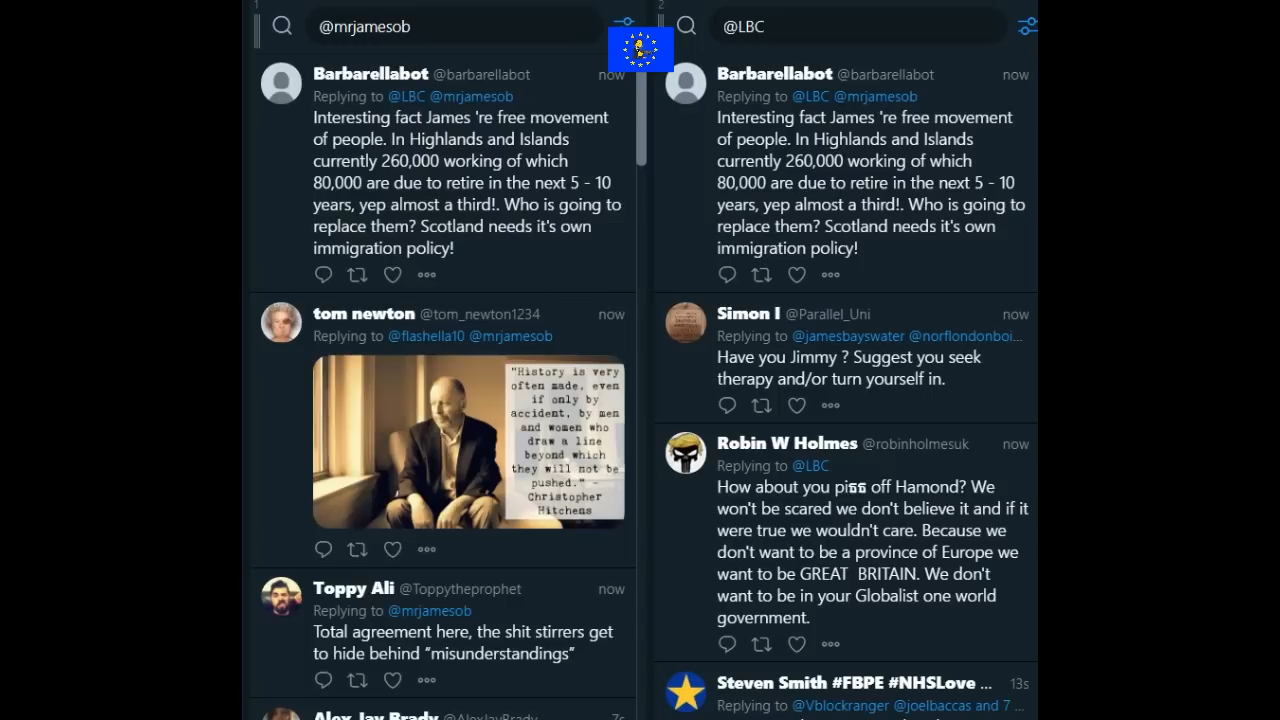 1
@mrjamesob
Barbarellabot @barbarellabot now
Replying to @LBC @mrjamesob
Interesting fact James 're free movement
of people. In Highlands and Islands
currently 260,000 working of which
80,000 are due to retire in the next 5 - 10
years, yep almost a third!. Who is going to
replace them? Scotland needs it's own
immigration policy!
tom newton @tom_newton1234 now
Replying to @flashella10 @mrjamesob
"History is very
often made, even
if only by
accident, by men
and women who
draw a line
beyond which
they will not be
pushed." -
Christopher
Hitchens
Toppy Ali @Toppytheprophet now
Replying to @mrjamesob
Total agreement here, the shit stirrers get
to hide behind “misunderstandings”
Alex Jay Brady @AlexJayBrady 7s
2
@LBC
Barbarellabot @barbarellabot now
Replying to @LBC @mrjamesob
Interesting fact James 're free movement
of people. In Highlands and Islands
currently 260,000 working of which
80,000 are due to retire in the next 5 - 10
years, yep almost a third!. Who is going to
replace them? Scotland needs it's own
immigration policy!
Simon I @Parallel_Uni now
Replying to @jamesbayswater @norflondonboi...
Have you Jimmy ? Suggest you seek
therapy and/or turn yourself in.
Robin W Holmes @robinholmesuk now
Replying to @LBC
How about you piss off Hamond? We
won't be scared we don't believe it and if it
were true we wouldn't care. Because we
don't want to be a province of Europe we
want to be GREAT BRITAIN. We don't
want to be in your Globalist one world
government.
Steven Smith #FBPE #NHSLove ... 13s
Replying to @Vblockranger @joelbaccas and 7 ...